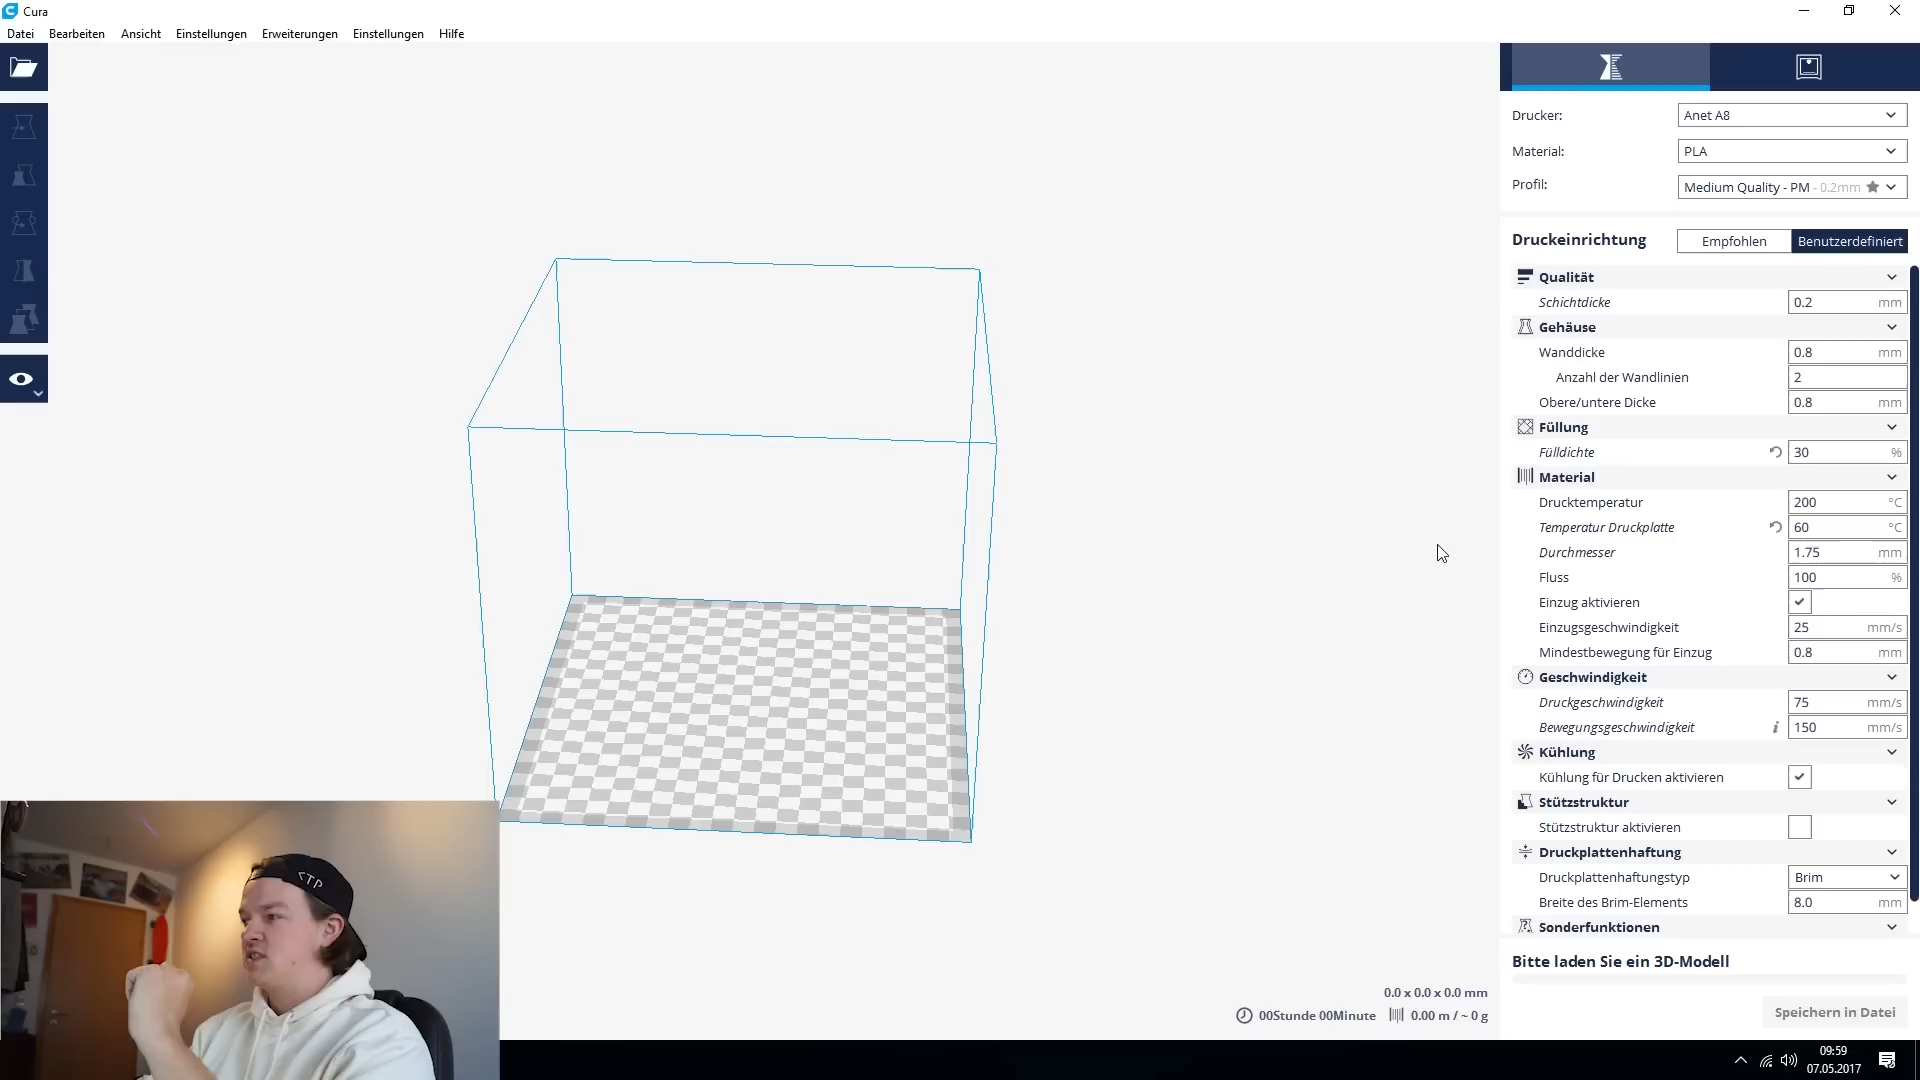 Cura
Datei Bearbeiten Ansicht Einstellungen Erweiterungen Einstellungen Hilfe
Drucker: Anet A8
Material: PLA
Profil: Medium Quality - PM - 0.2mm
Druckeinrichtung Empfohlen Benutzerdefiniert
Qualität
Schichtdicke 0.2 mm
Gehäuse
Wanddicke 0.8 mm
Anzahl der Wandlinien 2
Obere/untere Dicke 0.8 mm
Füllung
Fülldichte 30 %
Material
Drucktemperatur 200 °C
Temperatur Druckplatte 60 °C
Durchmesser 1.75 mm
Fluss 100 %
Einzug aktivieren
Einzugsgeschwindigkeit 25 mm/s
Mindestbewegung für Einzug 0.8 mm
Geschwindigkeit
Druckgeschwindigkeit 75 mm/s
Bewegungsgeschwindigkeit i 150 mm/s
Kühlung
Kühlung für Drucken aktivieren
Stützstruktur
Stützstruktur aktivieren
Druckplattenhaftung
Druckplattenhaftungstyp Brim
Breite des Brim-Elements 8.0 mm
Sonderfunktionen
Bitte laden Sie ein 3D-Modell
0.0 x 0.0 x 0.0 mm
00Stunde 00Minute 0.00 m / ~ 0 g
Speichern in Datei
CTP
09:59
07.05.2017